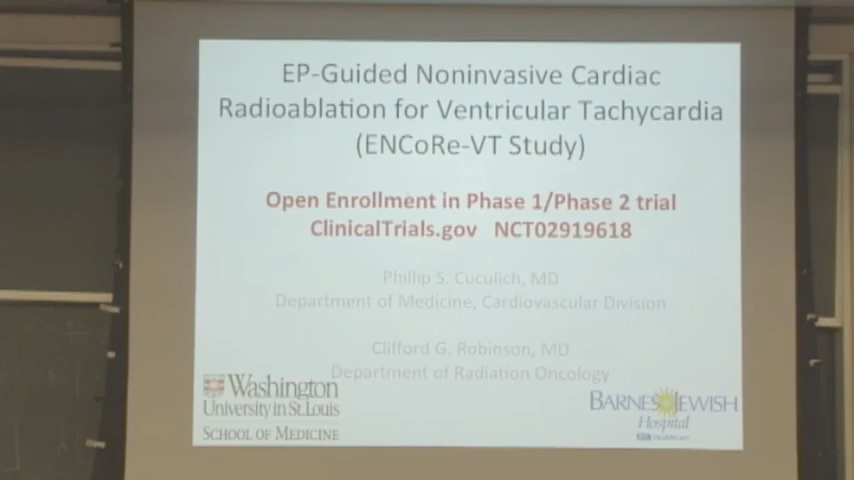 EP-Guided Noninvasive Cardiac
Radioablation for Ventricular Tachycardia
(ENCoRe-VT Study)
Open Enrollment in Phase 1/Phase 2 trial
ClinicalTrials.gov NCT02919618
Phillip S. Cuculich, MD
Department of Medicine, Cardiovascular Division
Clifford G. Robinson, MD
Department of Radiation Oncology
Washington
University in St. Louis
SCHOOL OF MEDICINE
BARNES JEWISH
Hospital
HealthCare